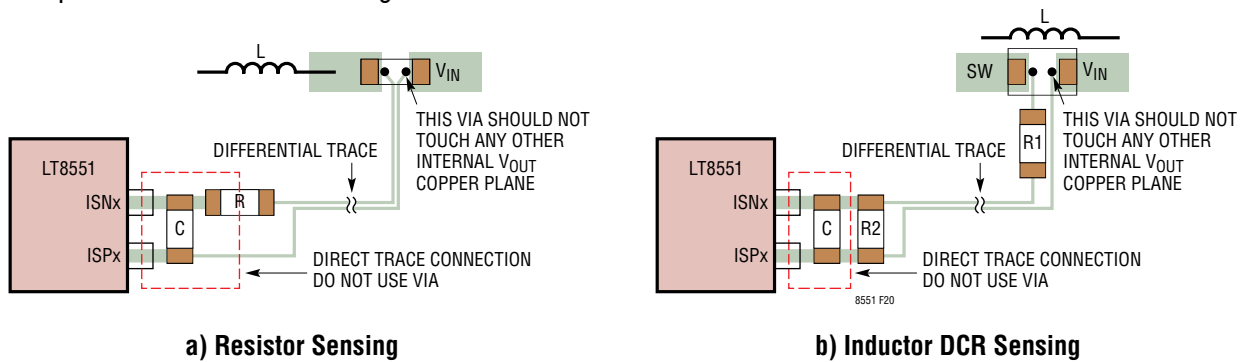 L
VIN
THIS VIA SHOULD NOT
TOUCH ANY OTHER
INTERNAL VOUT
COPPER PLANE
DIFFERENTIAL TRACE
LT8551
ISNx
ISPx
R
C
DIRECT TRACE CONNECTION
DO NOT USE VIA
a) Resistor Sensing
L
SW
VIN
THIS VIA SHOULD NOT
TOUCH ANY OTHER
INTERNAL VOUT
COPPER PLANE
R1
DIFFERENTIAL TRACE
LT8551
ISNx
ISPx
C
R2
DIRECT TRACE CONNECTION
DO NOT USE VIA
8551 F20
b) Inductor DCR Sensing